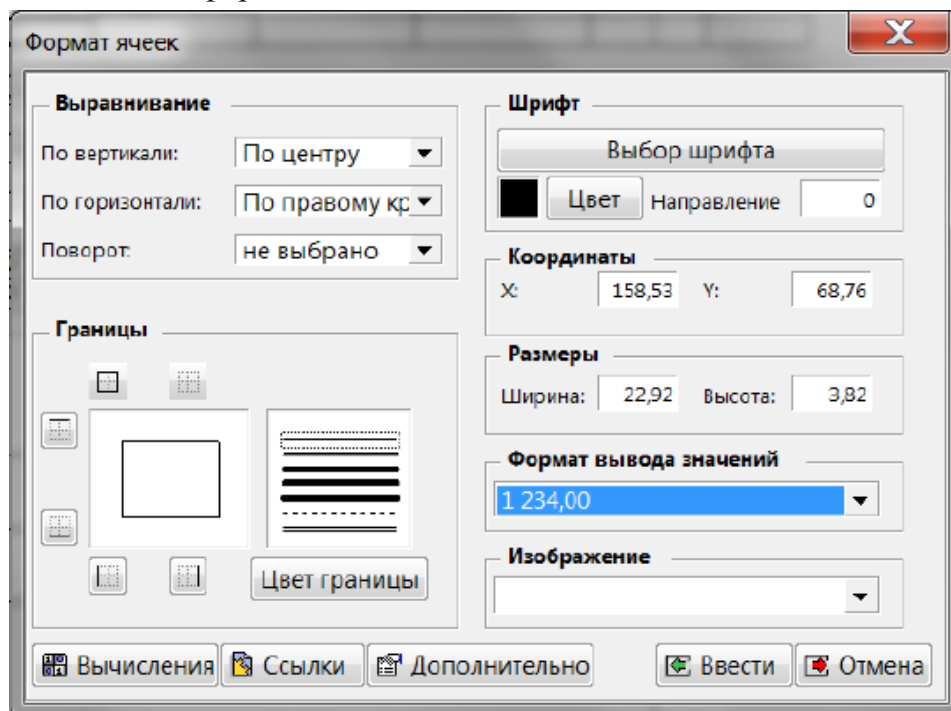 Формат ячеек
Выравнивание
По вертикали: По центру
По горизонтали: По правому кр
Поворот: не выбрано
Границы
Цвет границы
Шрифт
Выбор шрифта
Цвет Направление 0
Координаты
X: 158,53 Y: 68,76
Размеры
Ширина: 22,92 Высота: 3,82
Формат вывода значений
1 234,00
Изображение
Вычисления Ссылки Дополнительно Ввести Отмена